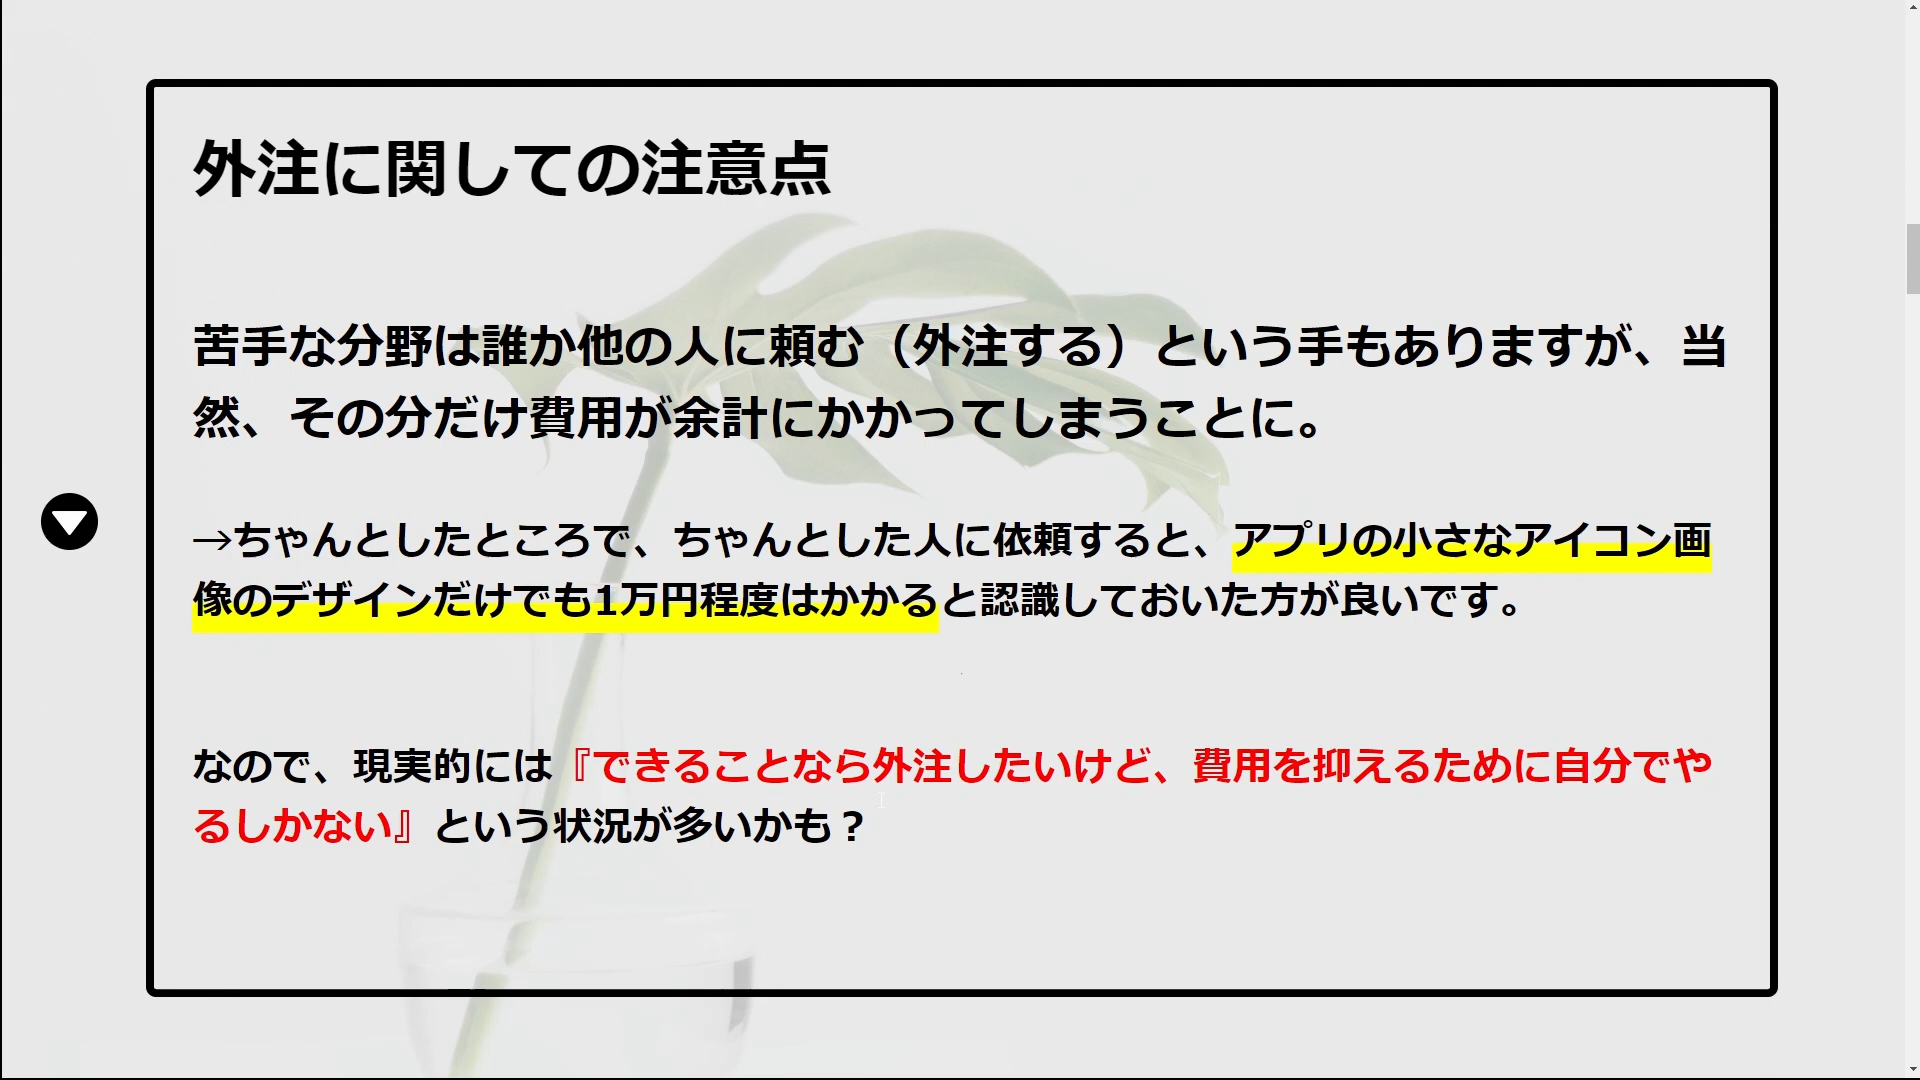 外注に関しての注意点
苦手な分野は誰か他の人に頼む（外注する）という手もありますが、当
然、その分だけ費用が余計にかかってしまうことに。
→ちゃんとしたところで、ちゃんとした人に依頼すると、アプリの小さなアイコン画
像のデザインだけでも1万円程度はかかると認識しておいた方が良いです。
なので、現実的には『できることなら外注したいけど、費用を抑えるために自分でや
るしかない』という状況が多いかも？